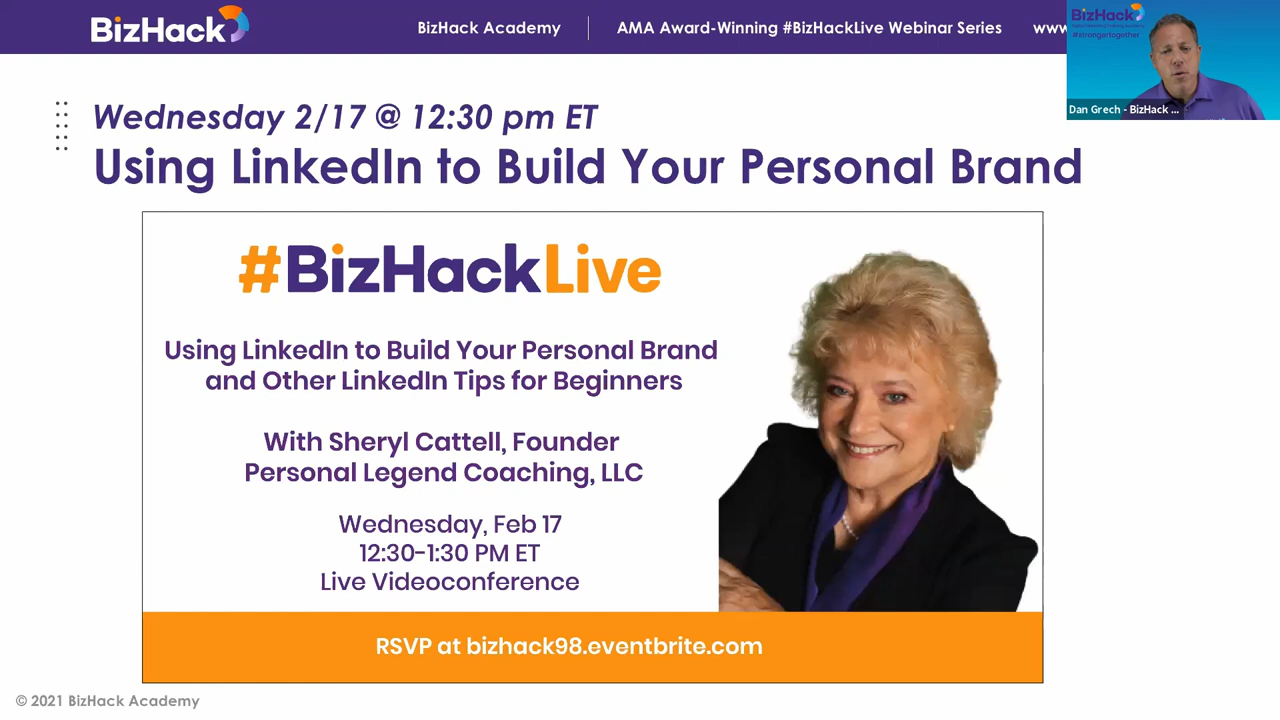 BizHack
BizHack Academy
AMA Award-Winning #BizHackLive Webinar Series
www
BizHack
#strongertogether
Dan Grech - BizHack ...
Wednesday 2/17 @ 12:30 pm ET
Using LinkedIn to Build Your Personal Brand
#BizHackLive
Using LinkedIn to Build Your Personal Brand
and Other LinkedIn Tips for Beginners
With Sheryl Cattell, Founder
Personal Legend Coaching, LLC
Wednesday, Feb 17
12:30-1:30 PM ET
Live Videoconference
RSVP at bizhack98.eventbrite.com
© 2021 BizHack Academy